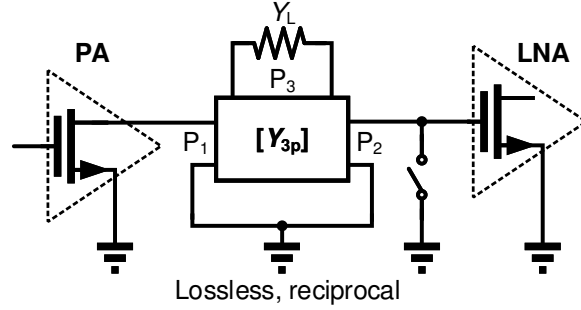 Y_L
PA
LNA
P_3
P_1
[Y_3p]
P_2
Lossless, reciprocal